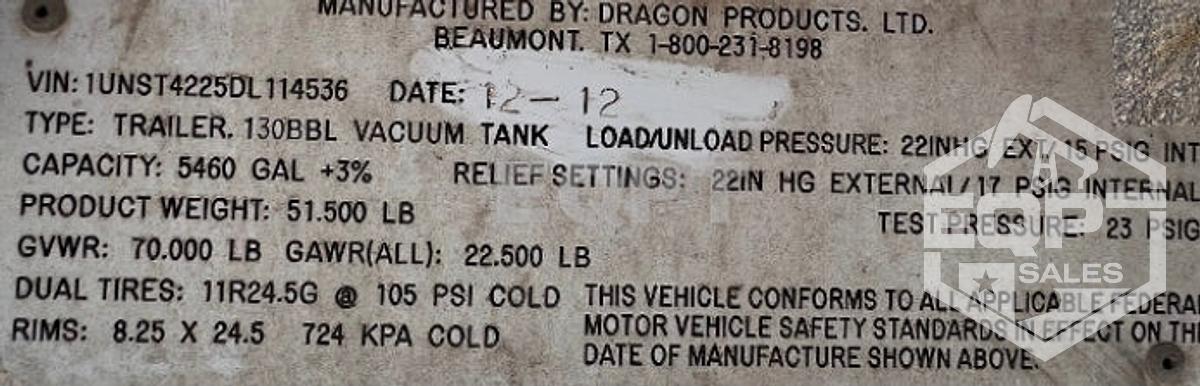 MANUFACTURED BY: DRAGON PRODUCTS. LTD.
BEAUMONT. TX 1-800-231-8198
VIN: 1UNST4225DL114536 DATE: 12-12
TYPE: TRAILER. 130BBL VACUUM TANK LOAD/UNLOAD PRESSURE: 22INHG EXT/ 15 PSIG INT
CAPACITY: 5460 GAL +3% RELIEF SETTINGS: 22IN HG EXTERNAL/17 PSIG INTERNAL
PRODUCT WEIGHT: 51.500 LB TEST PRESSURE: 23 PSIG
GVWR: 70.000 LB GAWR(ALL): 22.500 LB
DUAL TIRES: 11R24.5G @ 105 PSI COLD THIS VEHICLE CONFORMS TO ALL APPLICABLE FEDERA
RIMS: 8.25 X 24.5 724 KPA COLD MOTOR VEHICLE SAFETY STANDARDS IN EFFECT ON TH
DATE OF MANUFACTURE SHOWN ABOVE.
EQPT
EQPT
SALES